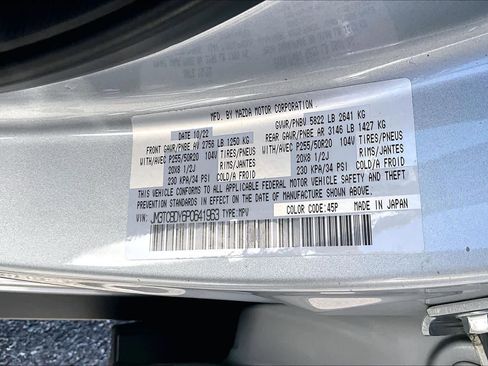 MFD. BY MAZDA MOTOR CORPORATION
DATE 10/22 GVWR/PNBV 5822 LB 2641 KG
FRONT GAWR/PNBE AV 2756 LB 1250 KG REAR GAWR/PNBE AR 3146 LB 1427 KG
WITH/AVEC P255/50R20 104V TIRES/PNEUS WITH/AVEC P255/50R20 104V TIRES/PNEUS
20X8 1/2J RIMS/JANTES 20X8 1/2J RIMS/JANTES
230 KPA/34 PSI COLD/A FROID 230 KPA/34 PSI COLD/A FROID
THIS VEHICLE CONFORMS TO ALL APPLICABLE FEDERAL MOTOR VEHICLE SAFETY AND THEFT
PREVENTION STANDARDS IN EFFECT ON THE DATE OF MANUFACTURE SHOWN ABOVE.
VIN: JM3TCBDY6P0641963 TYPE:MPV COLOR CODE:45P MADE IN JAPAN